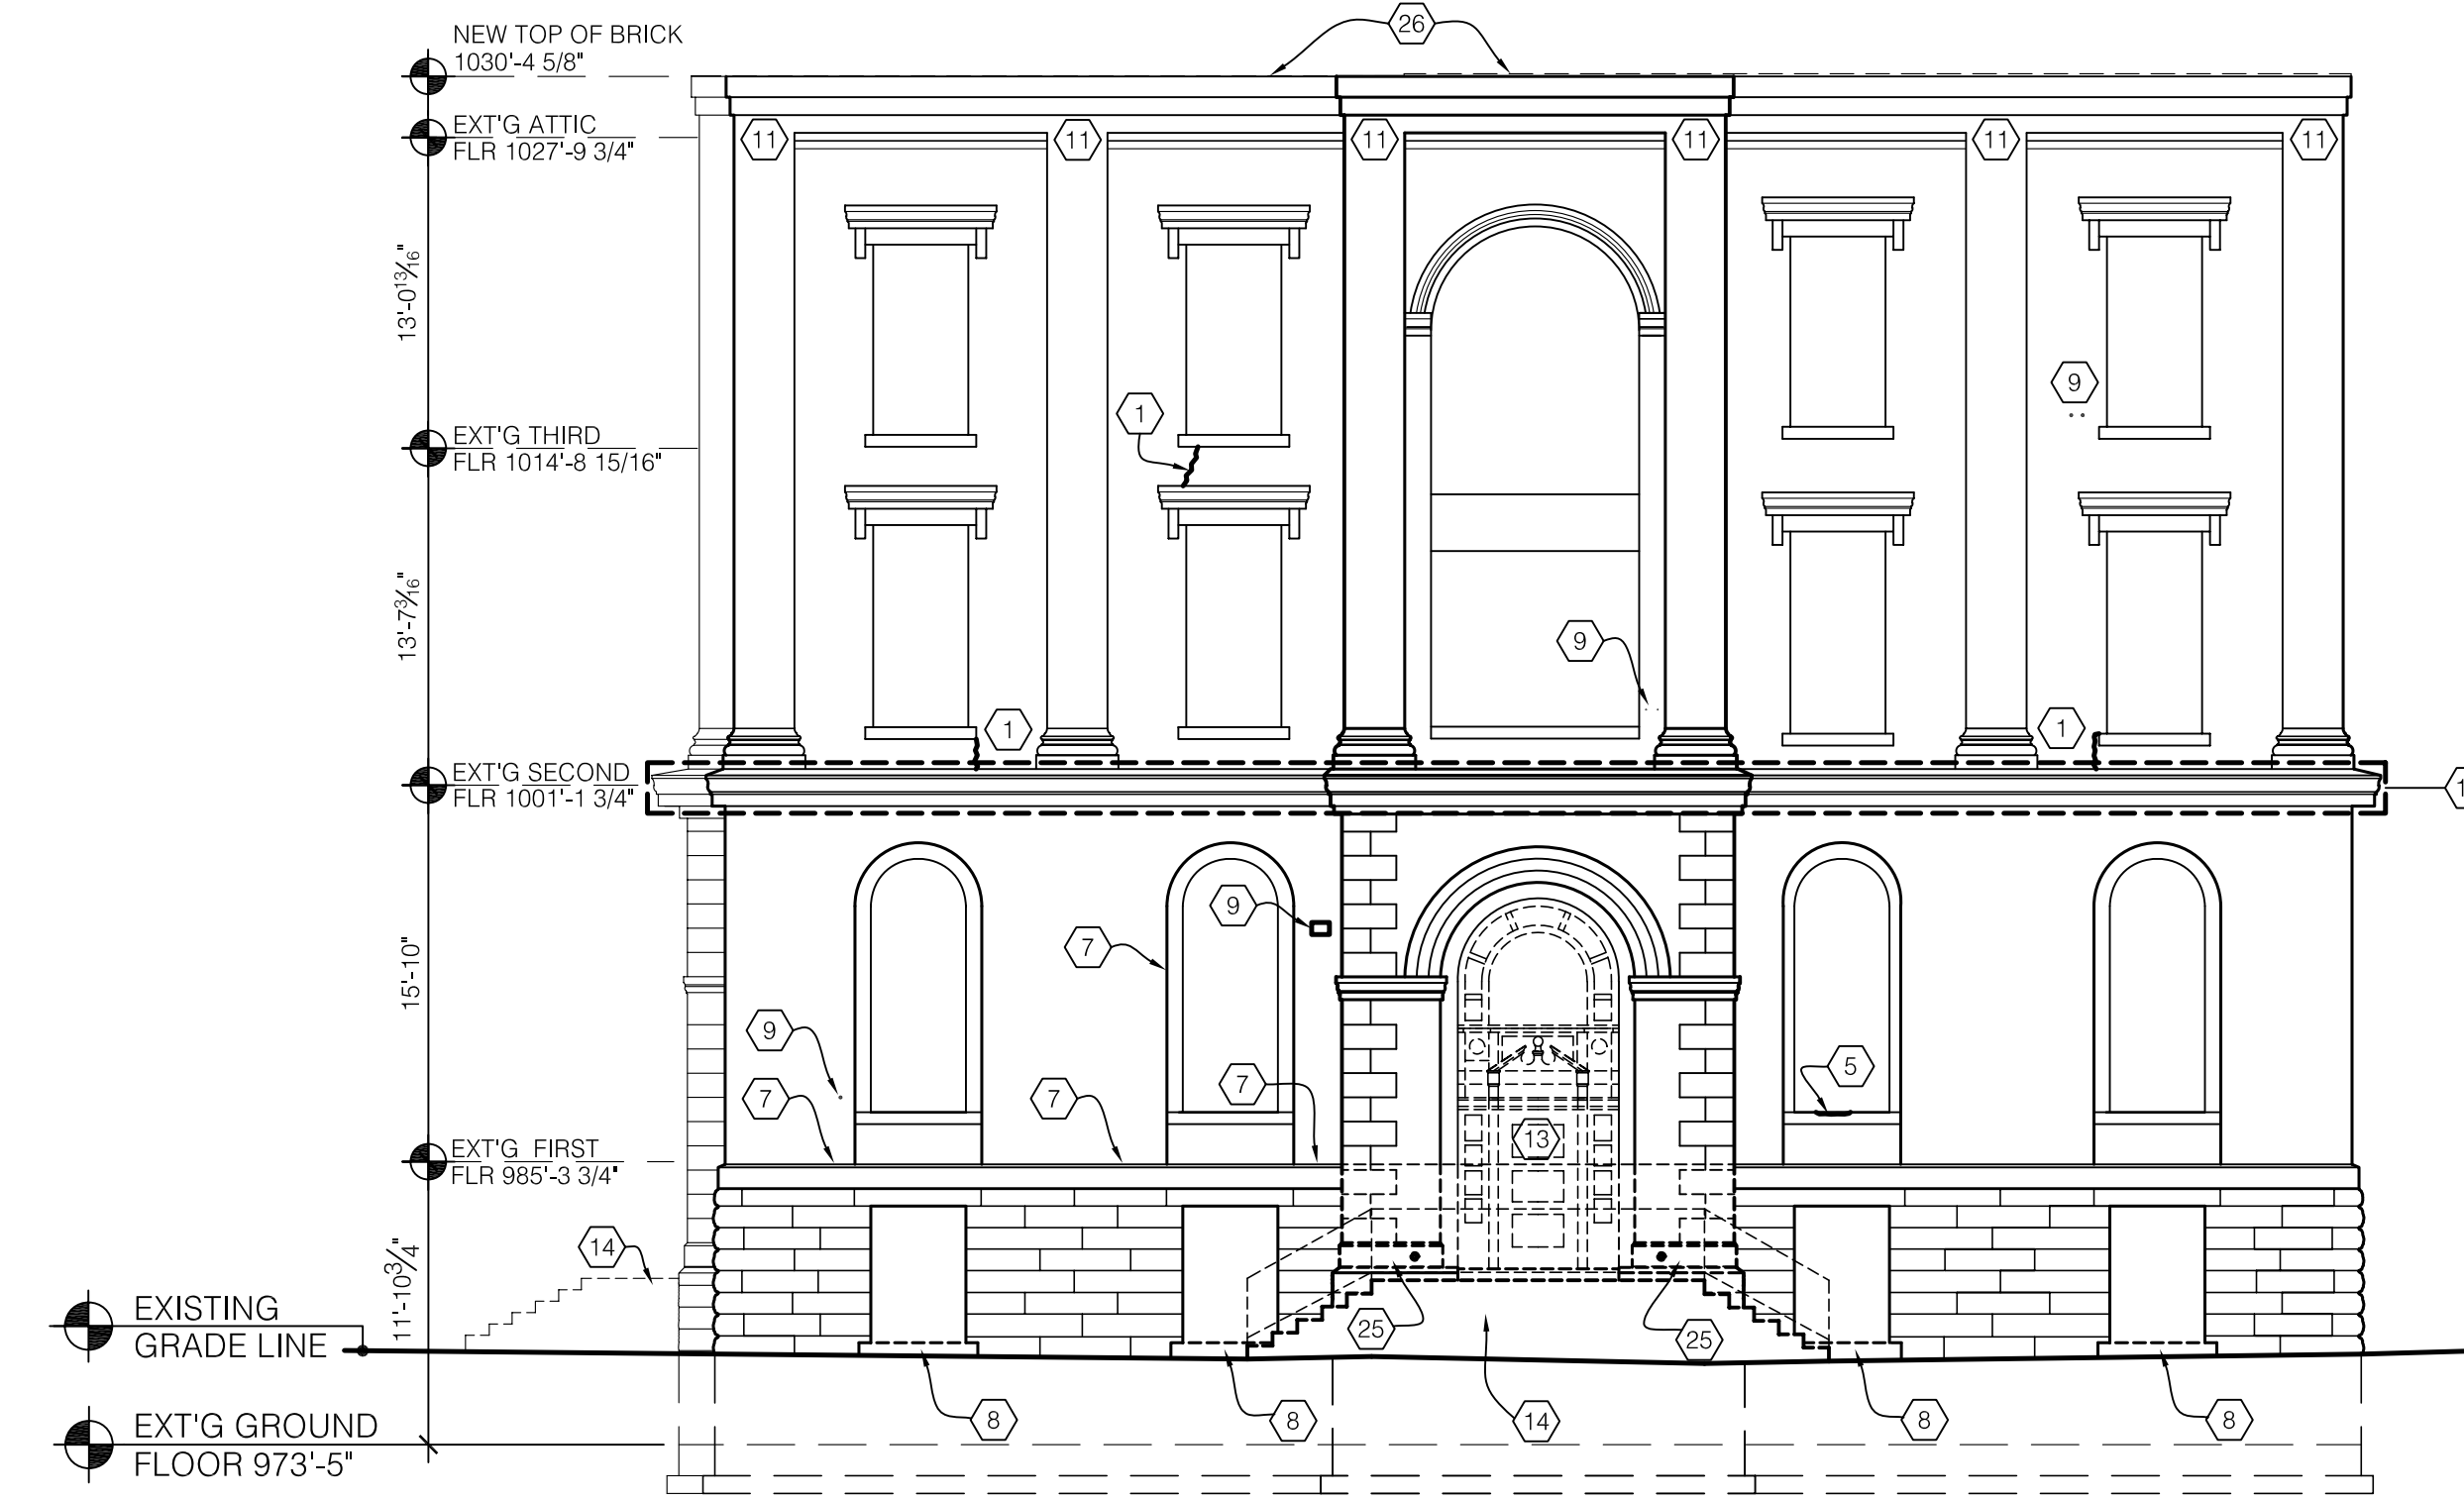 26
NEW TOP OF BRICK
1030'-4 5/8"
EXT'G ATTIC
FLR 1027'-9 3/4"
11
11
11
11
11
11
13'-0 13/16"
9
1
EXT'G THIRD
FLR 1014'-8 15/16"
13'-7 3/16"
9
1
1
EXT'G SECOND
FLR 1001'-1 3/4"
9
7
15'-10"
9
5
7
7
7
13
EXT'G FIRST
FLR 985'-3 3/4"
14
11'-10 3/4"
EXISTING
GRADE LINE
25
25
8
8
14
8
8
EXT'G GROUND
FLOOR 973'-5"